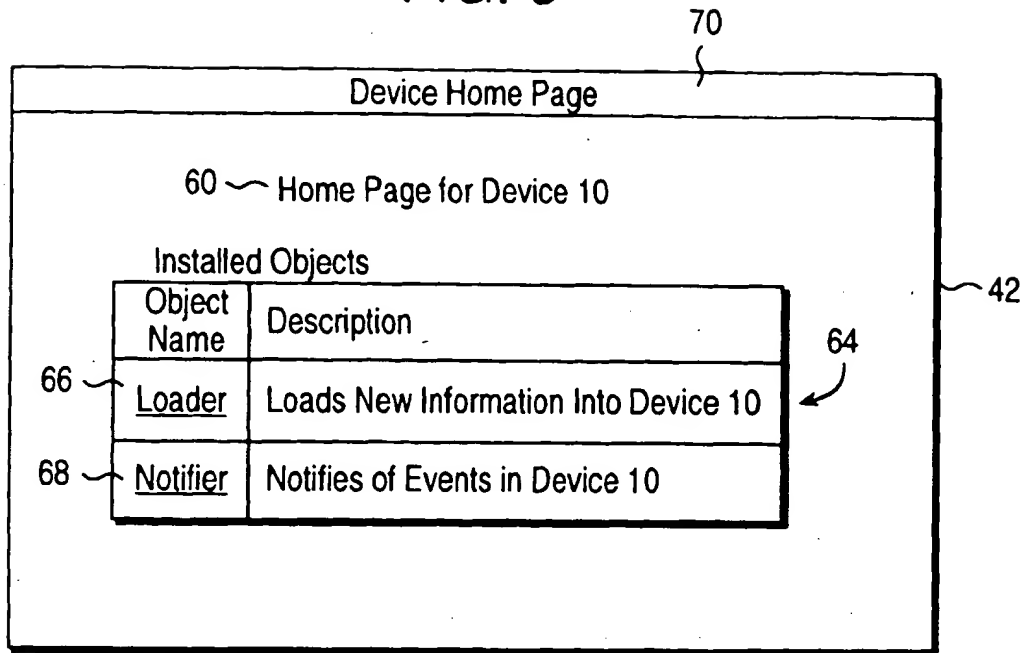 70
Device Home Page
60 Home Page for Device 10
Installed Objects
Object Name Description
42
64
66 Loader Loads New Information Into Device 10
68 Notifier Notifies of Events in Device 10